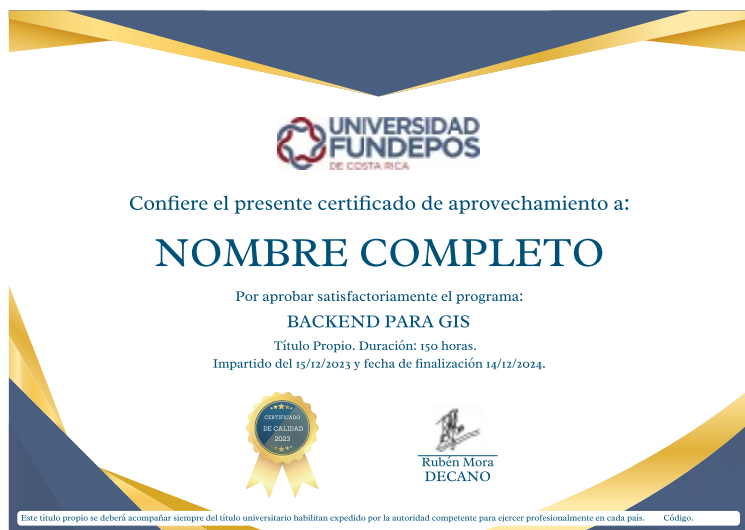 UNIVERSIDAD
FUNDEPOS
DE COSTA RICA
Confiere el presente certificado de aprovechamiento a:
NOMBRE COMPLETO
Por aprobar satisfactoriamente el programa:
BACKEND PARA GIS
Título Propio. Duración: 150 horas.
Impartido del 15/12/2023 y fecha de finalización 14/12/2024.
CERTIFICADO
DE CALIDAD
2023
Rubén Mora
DECANO
Este título propio se deberá acompañar siempre del título universitario habilitan expedido por la autoridad competente para ejercer profesionalmente en cada país. Código.